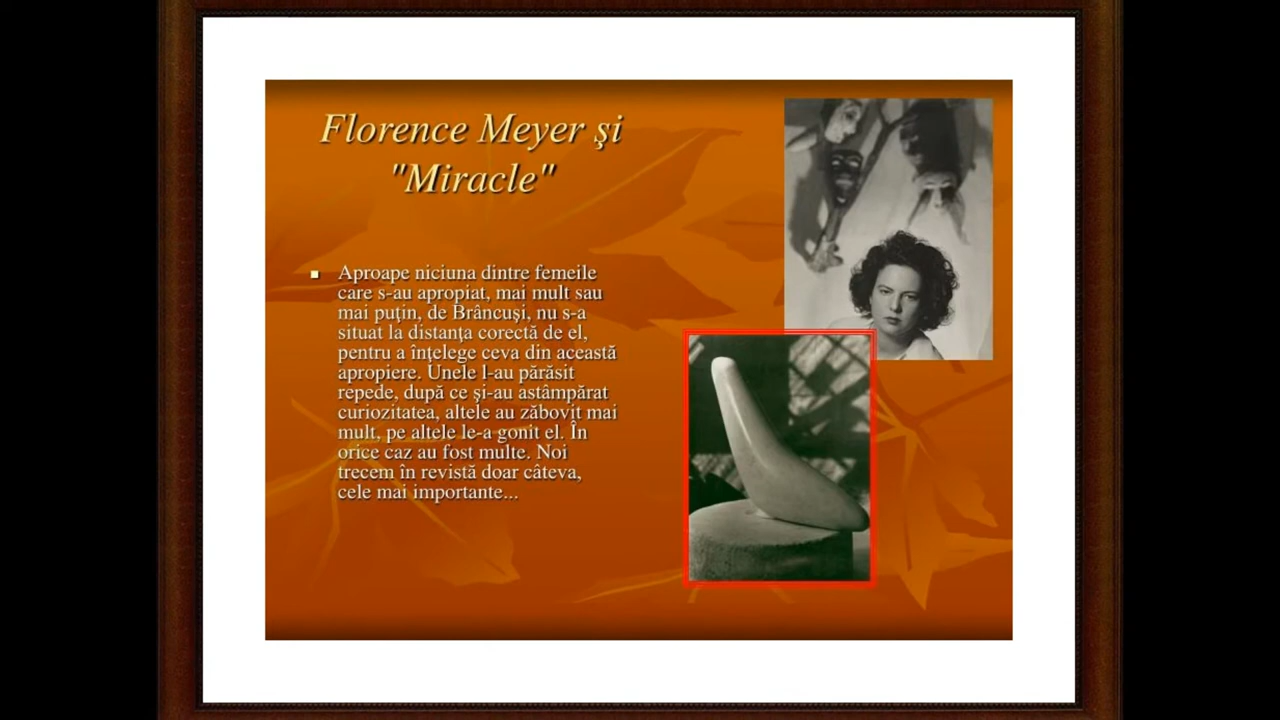 Florence Meyer şi
"Miracle"
Aproape niciuna dintre femeile
care s-au apropiat, mai mult sau
mai puţin, de Brâncuşi, nu s-a
situat la distanţa corectă de el,
pentru a înţelege ceva din această
apropiere. Unele l-au părăsit
repede, după ce şi-au astâmpărat
curiozitatea, altele au zăbovit mai
mult, pe altele le-a gonit el. În
orice caz au fost multe. Noi
trecem în revistă doar câteva,
cele mai importante...